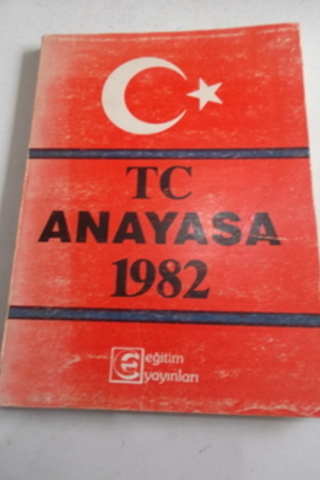 TC
ANAYASA
1982
eğitim
yayınları